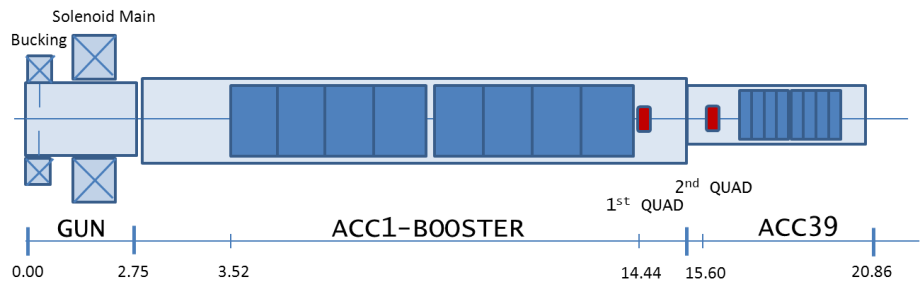 Solenoid Main
Bucking
2nd QUAD
1st QUAD
GUN
ACC1-BOOSTER
ACC39
0.00
2.75
3.52
14.44
15.60
20.86